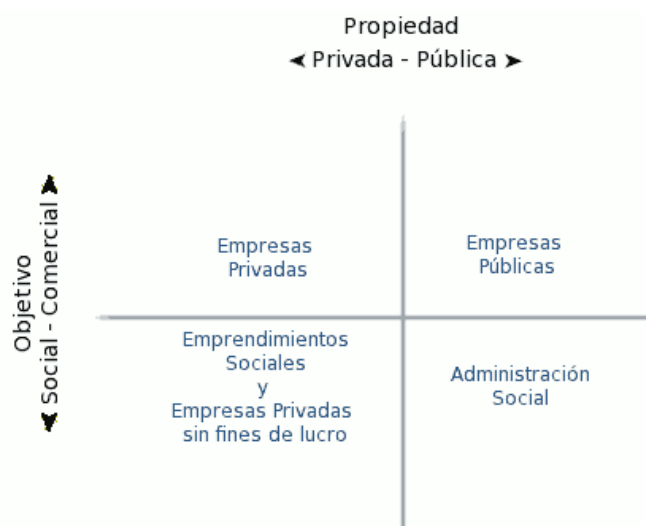 Propiedad
Privada - Pública
Objetivo
Social - Comercial
Empresas
Privadas
Empresas
Públicas
Emprendimientos
Sociales
y
Empresas Privadas
sin fines de lucro
Administración
Social